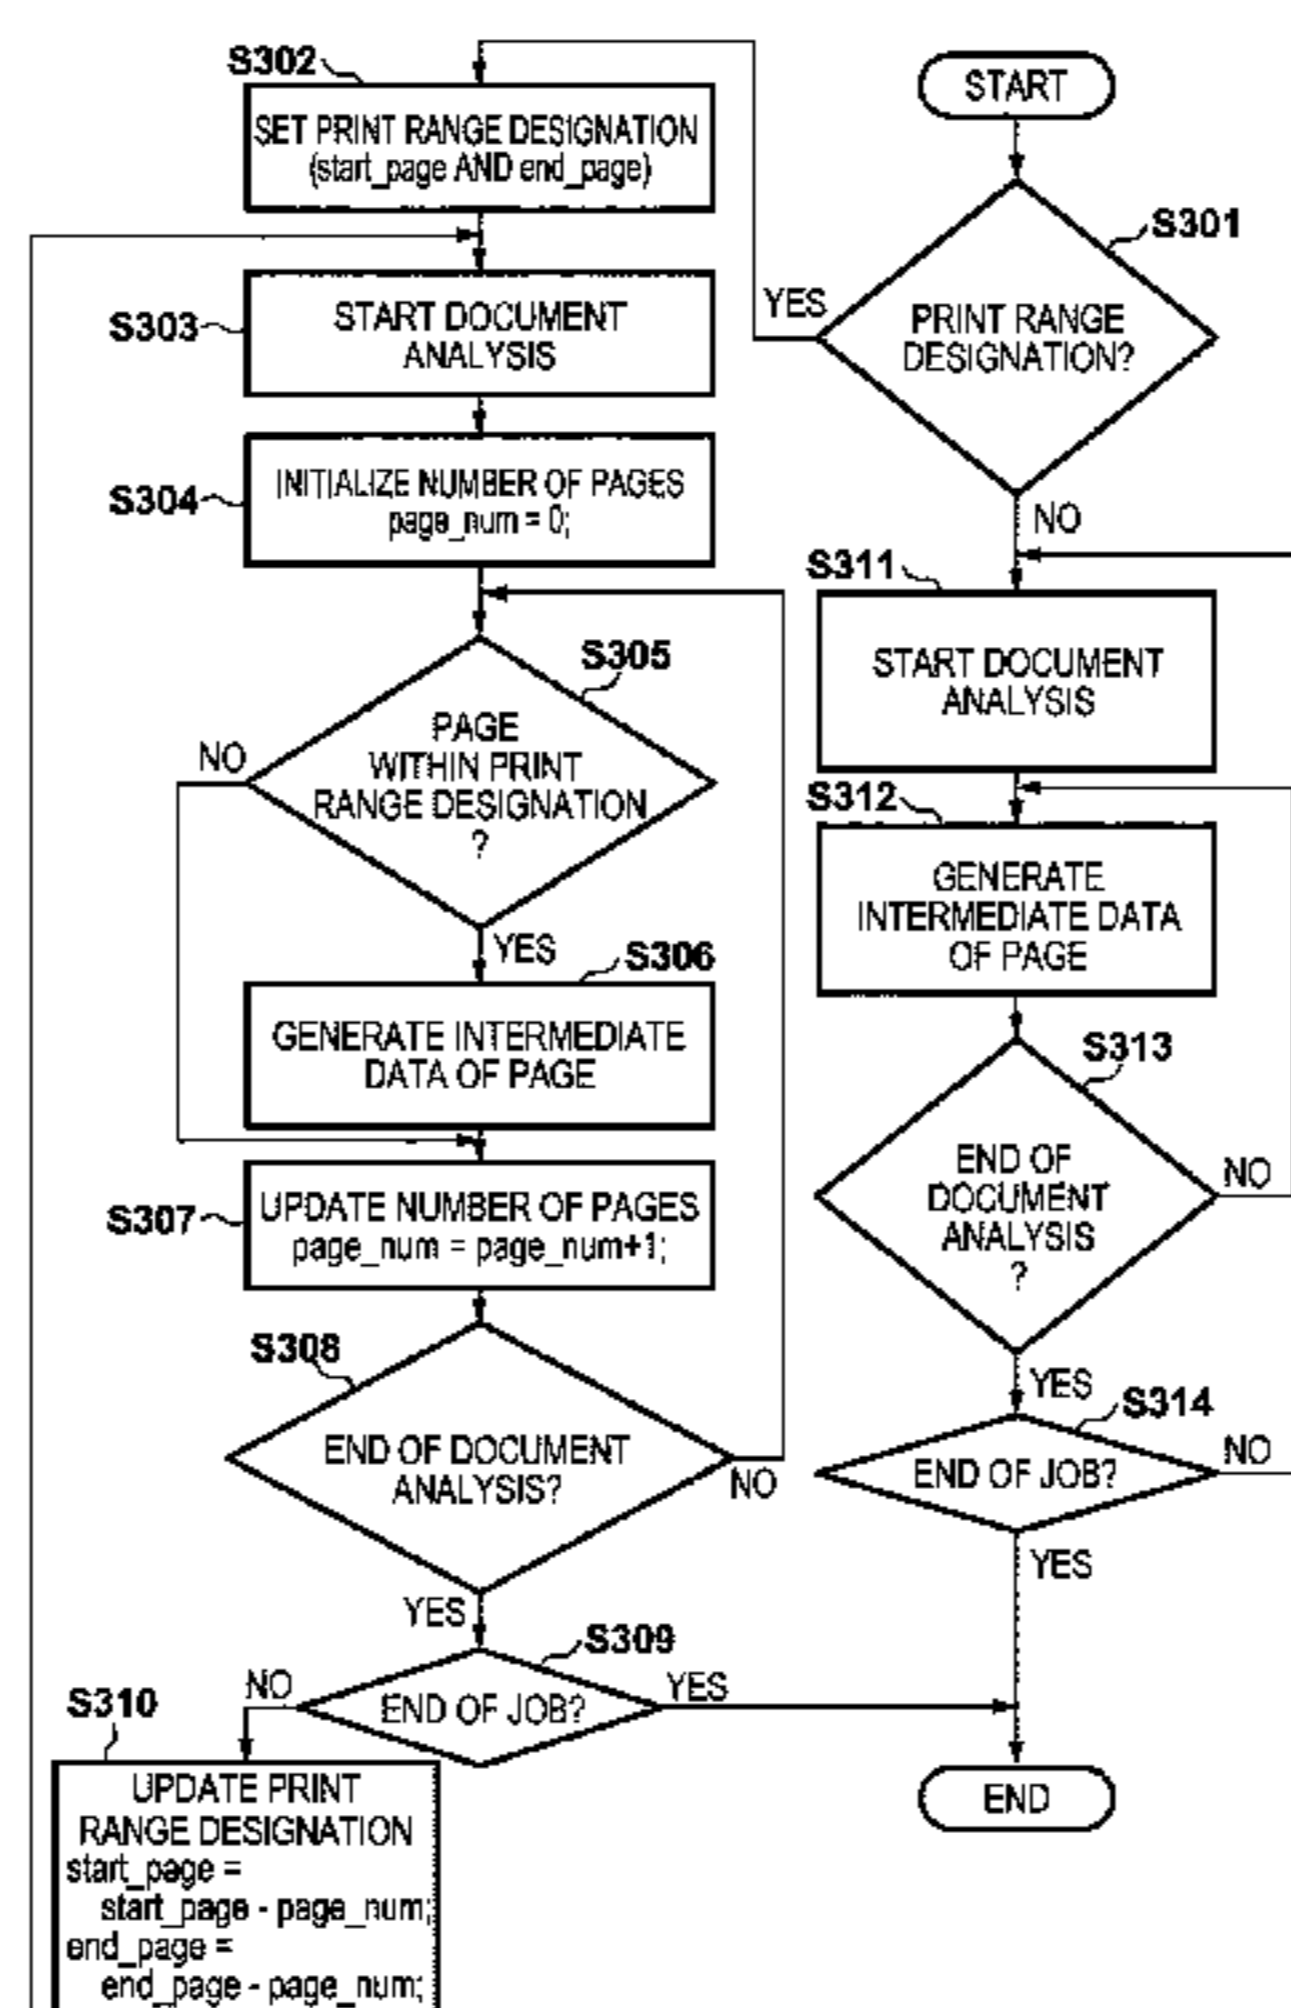 START
S301
PRINT RANGE
DESIGNATION?
YES
NO
S302
SET PRINT RANGE DESIGNATION
(start_page AND end_page)
S303
START DOCUMENT
ANALYSIS
S304
INITIALIZE NUMBER OF PAGES
page_num = 0;
S305
PAGE
WITHIN PRINT
RANGE DESIGNATION
?
NO
YES
S306
GENERATE INTERMEDIATE
DATA OF PAGE
S307
UPDATE NUMBER OF PAGES
page_num = page_num+1;
S308
END OF DOCUMENT
ANALYSIS?
NO
YES
S309
END OF JOB?
NO
YES
S310
UPDATE PRINT
RANGE DESIGNATION
start_page =
start_page - page_num;
end_page =
end_page - page_num;
S311
START DOCUMENT
ANALYSIS
S312
GENERATE
INTERMEDIATE DATA
OF PAGE
S313
END OF
DOCUMENT
ANALYSIS
?
NO
YES
S314
END OF JOB?
NO
YES
END